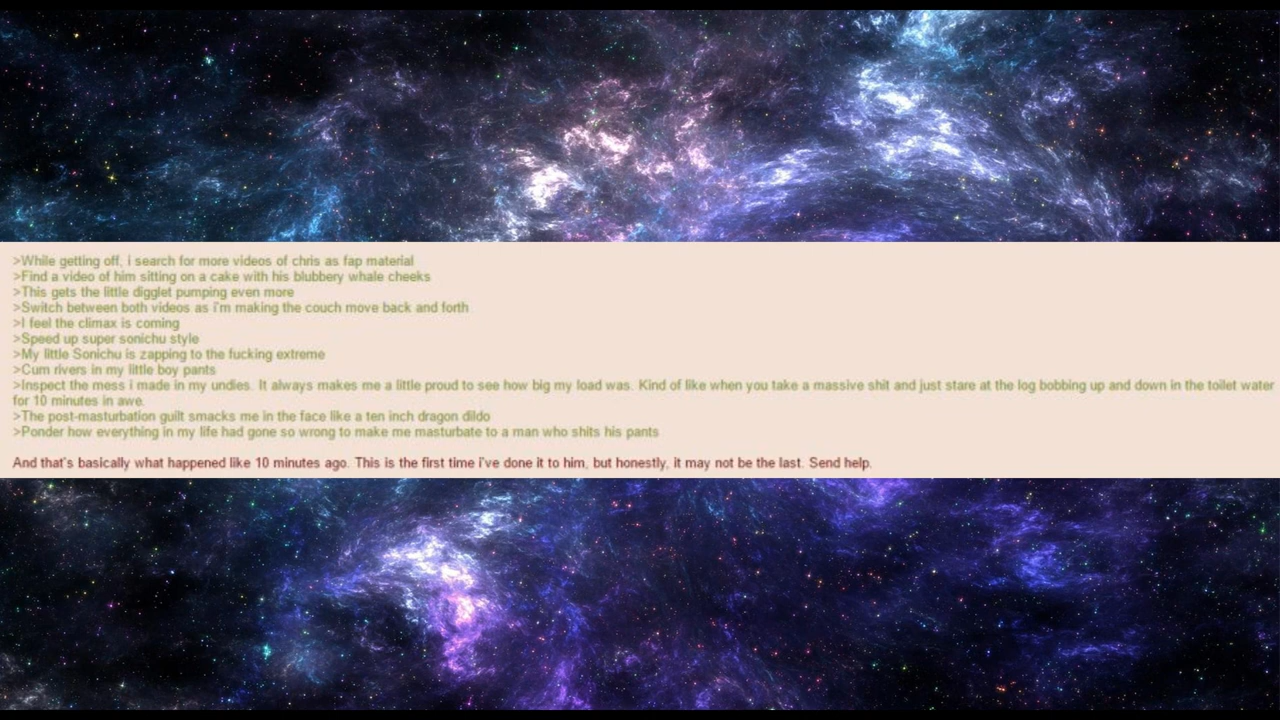 >While getting off, i search for more videos of chris as fap material
>Find a video of him sitting on a cake with his blubbery whale cheeks
>This gets the little digglet pumping even more
>Switch between both videos as i'm making the couch move back and forth
>I feel the climax is coming
>Speed up super sonichu style
>My little Sonichu is zapping to the fucking extreme
>Cum rivers in my little boy pants
>Inspect the mess i made in my undies. It always makes me a little proud to see how big my load was. Kind of like when you take a massive shit and just stare at the log bobbing up and down in the toilet water
for 10 minutes in awe.
>The post-masturbation guilt smacks me in the face like a ten inch dragon dildo
>Ponder how everything in my life had gone so wrong to make me masturbate to a man who shits his pants
And that's basically what happened like 10 minutes ago. This is the first time i've done it to him, but honestly, it may not be the last. Send help.